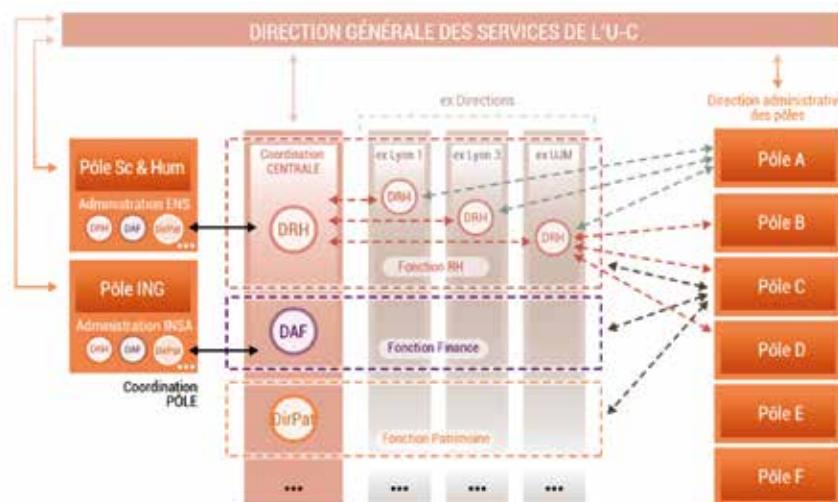 DIRECTION GÉNÉRALE DES SERVICES DE L'U-C
ex Directions
Direction administrative
des pôles
Pôle Sc & Hum
Administration ENS
DRH
DAF
DirPat
...
Pôle ING
Administration INSA
DRH
DAF
DirPat
...
Coordination
PÔLE
Coordination
CENTRALE
DRH
DAF
DirPat
...
ex Lyon 1
DRH
...
ex Lyon 3
DRH
...
ex UJM
DRH
...
Fonction RH
Fonction Finance
Fonction Patrimoine
Pôle A
Pôle B
Pôle C
Pôle D
Pôle E
Pôle F